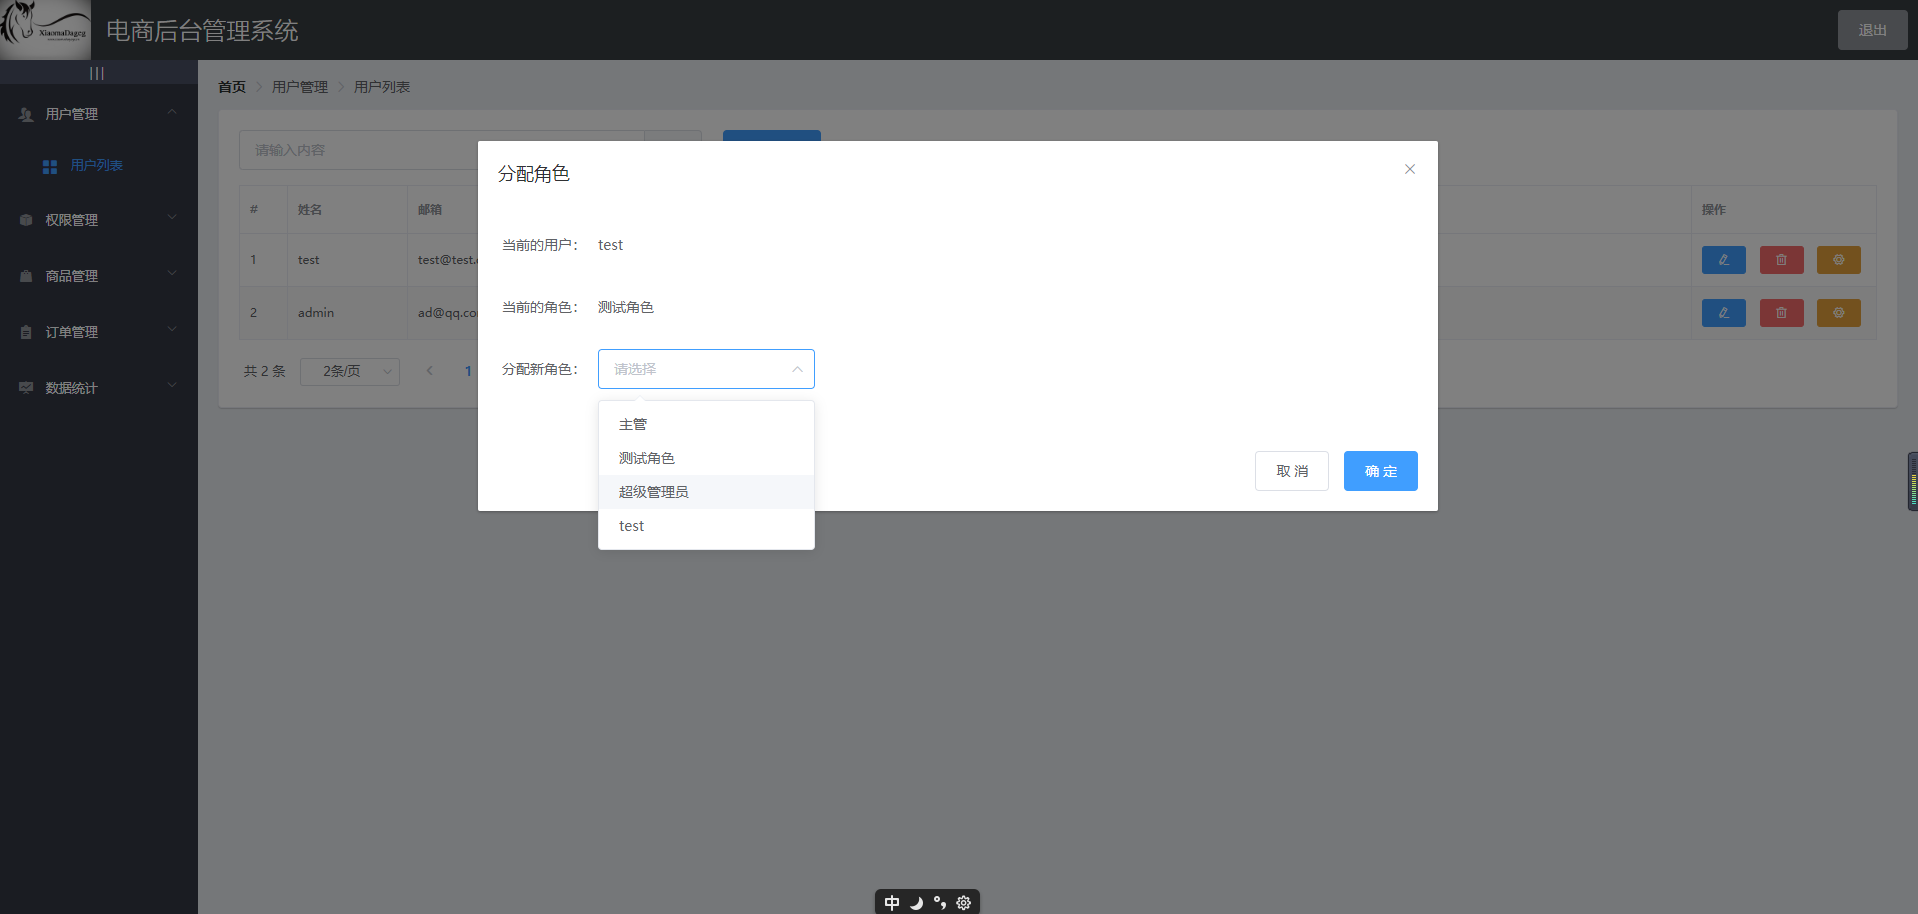 XiaomaDageg
电商后台管理系统
退出
|||
用户管理
用户列表
权限管理
商品管理
订单管理
数据统计
首页 > 用户管理 > 用户列表
请输入内容
# 姓名 邮箱 操作
1 test test@test.
2 admin ad@qq.co
共 2 条 2条/页 < 1
分配角色
当前的用户： test
当前的角色： 测试角色
分配新角色： 请选择
主管
测试角色
超级管理员
test
取 消 确 定
中